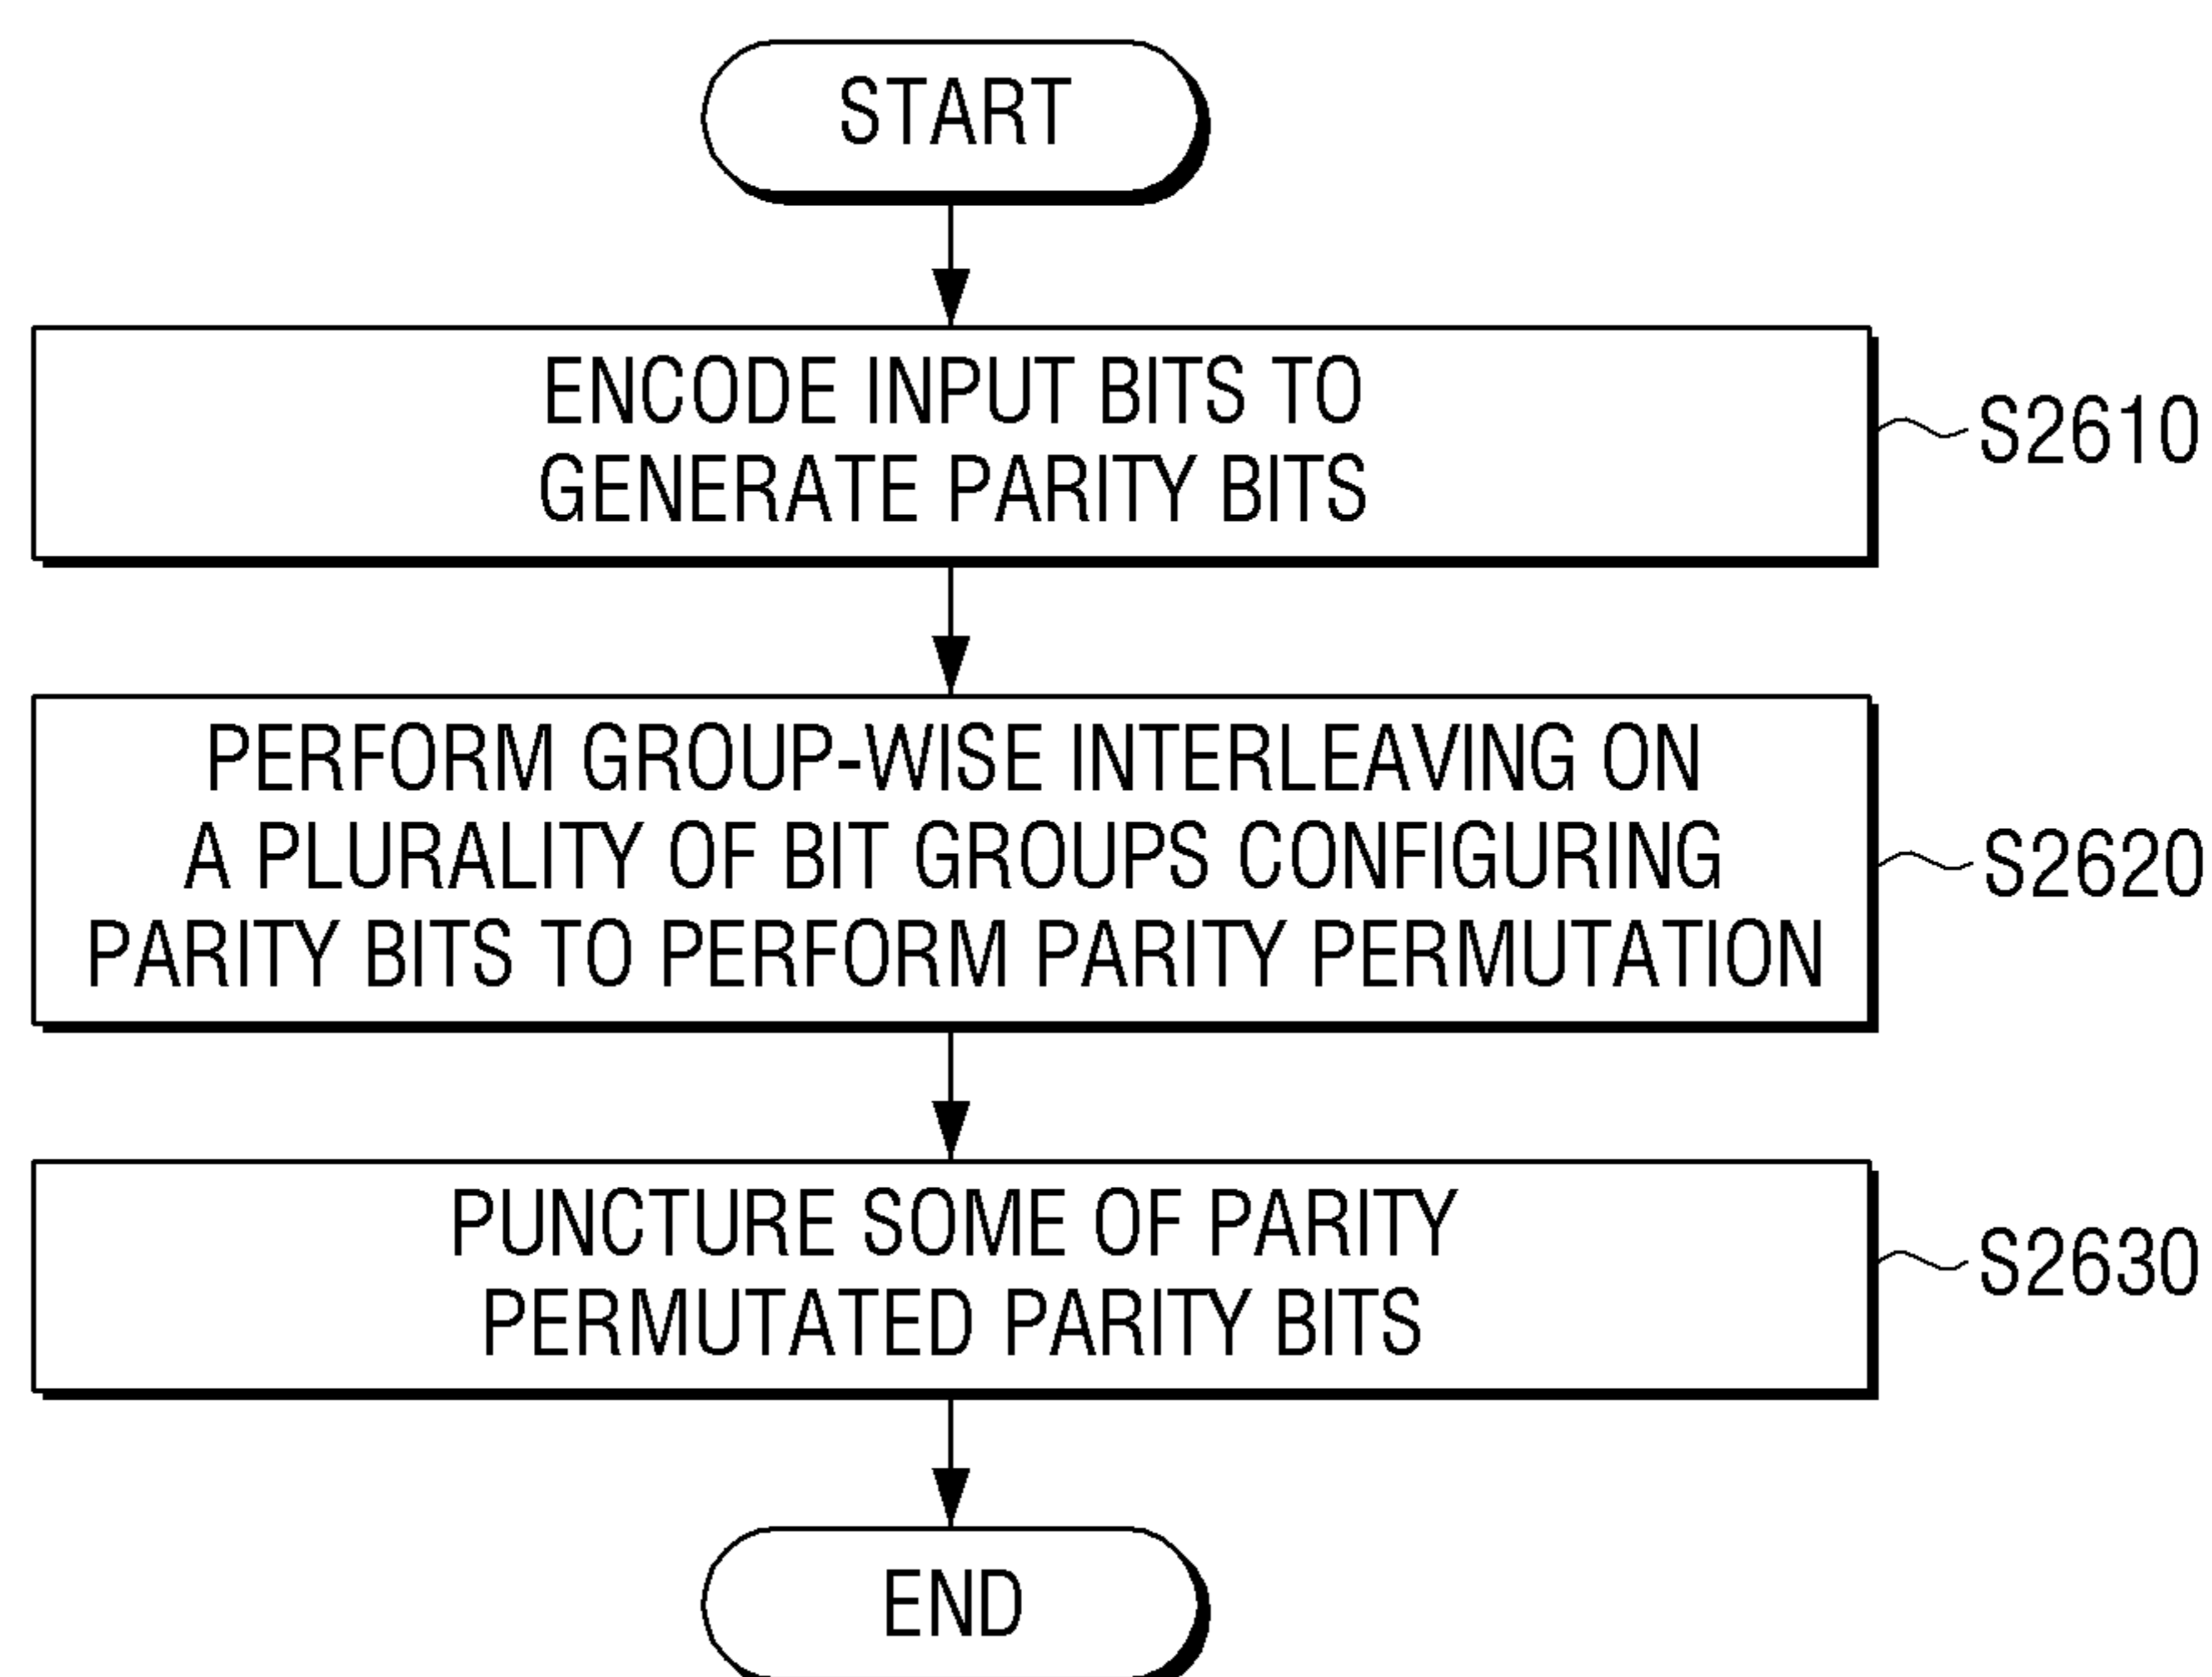 START
ENCODE INPUT BITS TO
GENERATE PARITY BITS
S2610
PERFORM GROUP-WISE INTERLEAVING ON
A PLURALITY OF BIT GROUPS CONFIGURING
PARITY BITS TO PERFORM PARITY PERMUTATION
S2620
PUNCTURE SOME OF PARITY
PERMUTATED PARITY BITS
S2630
END